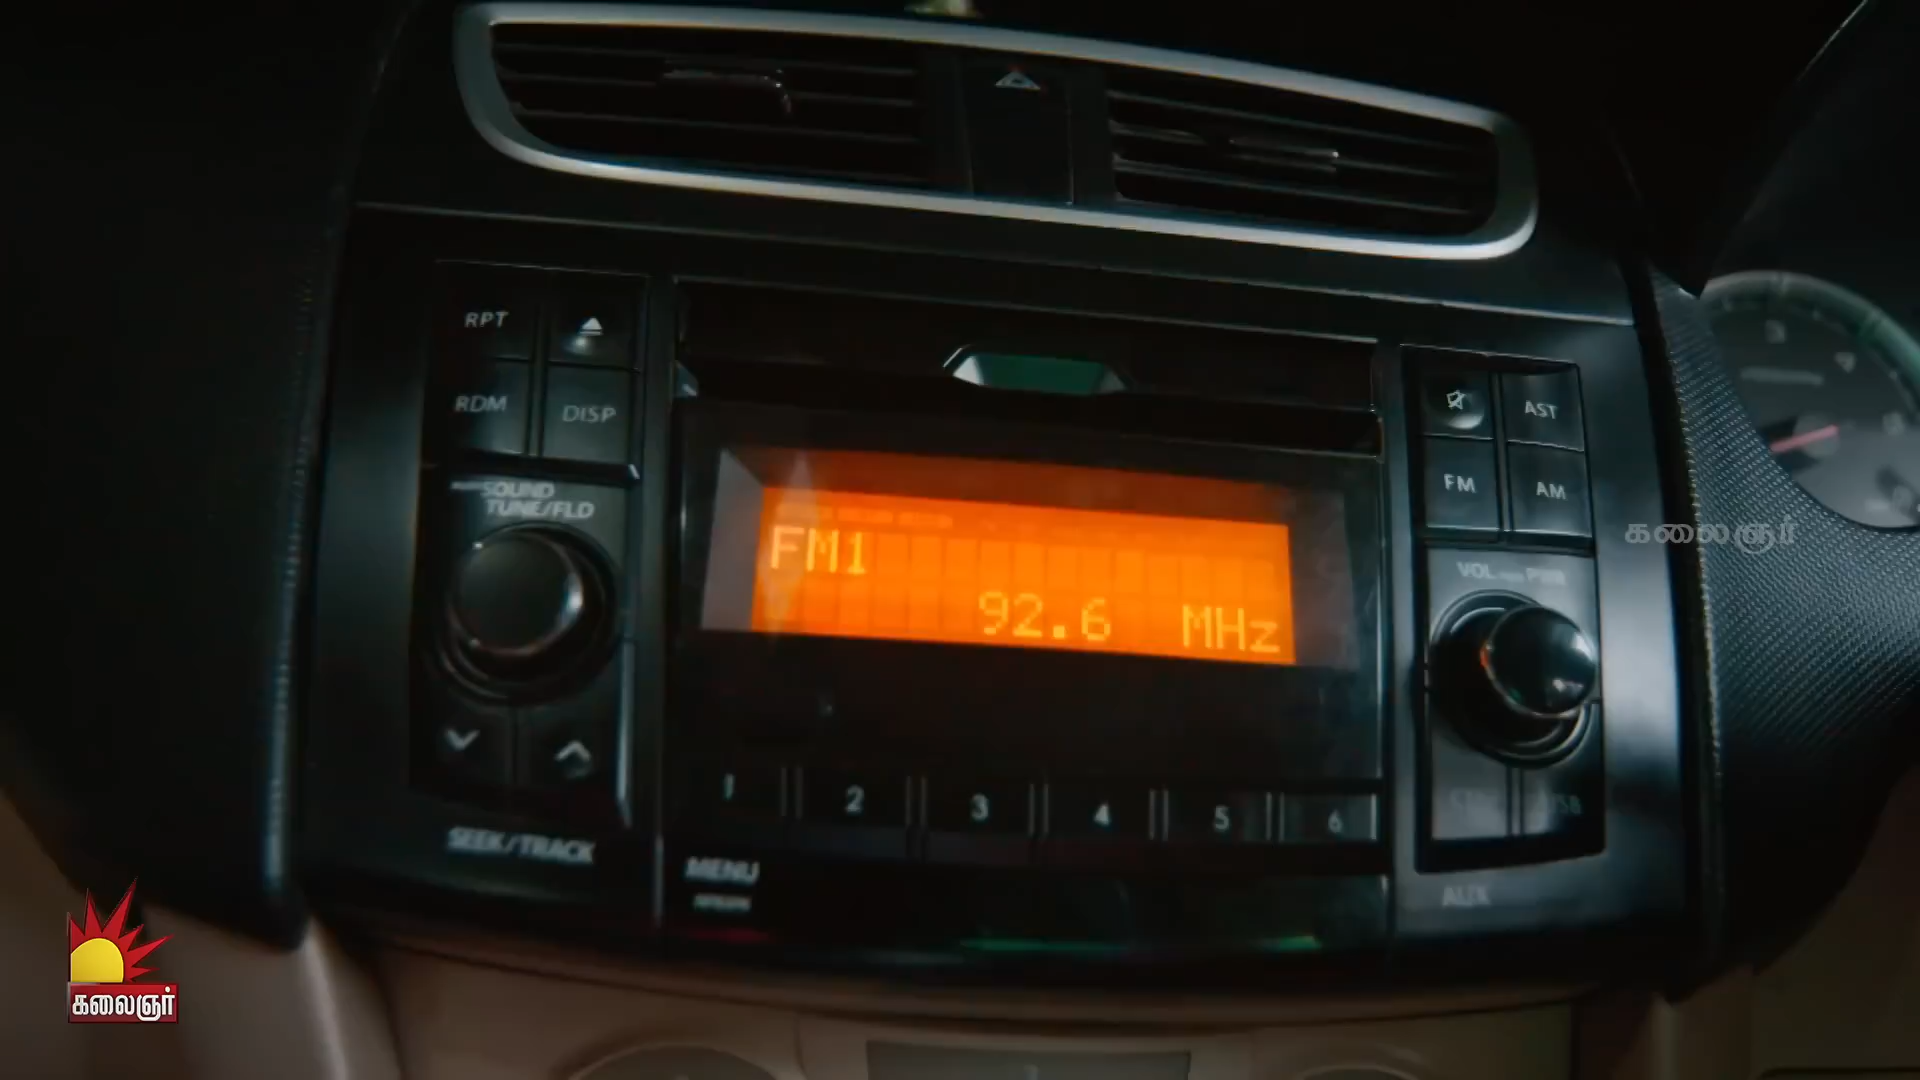 RPT
RDM
DISP
SOUND
TUNE/FLD
SEEK/TRACK
FM1
92.6 MHz
1 2 3 4 5 6
MENU
AST
FM
AM
VOL PWR
AUX
கலைஞர்
கலைஞர்